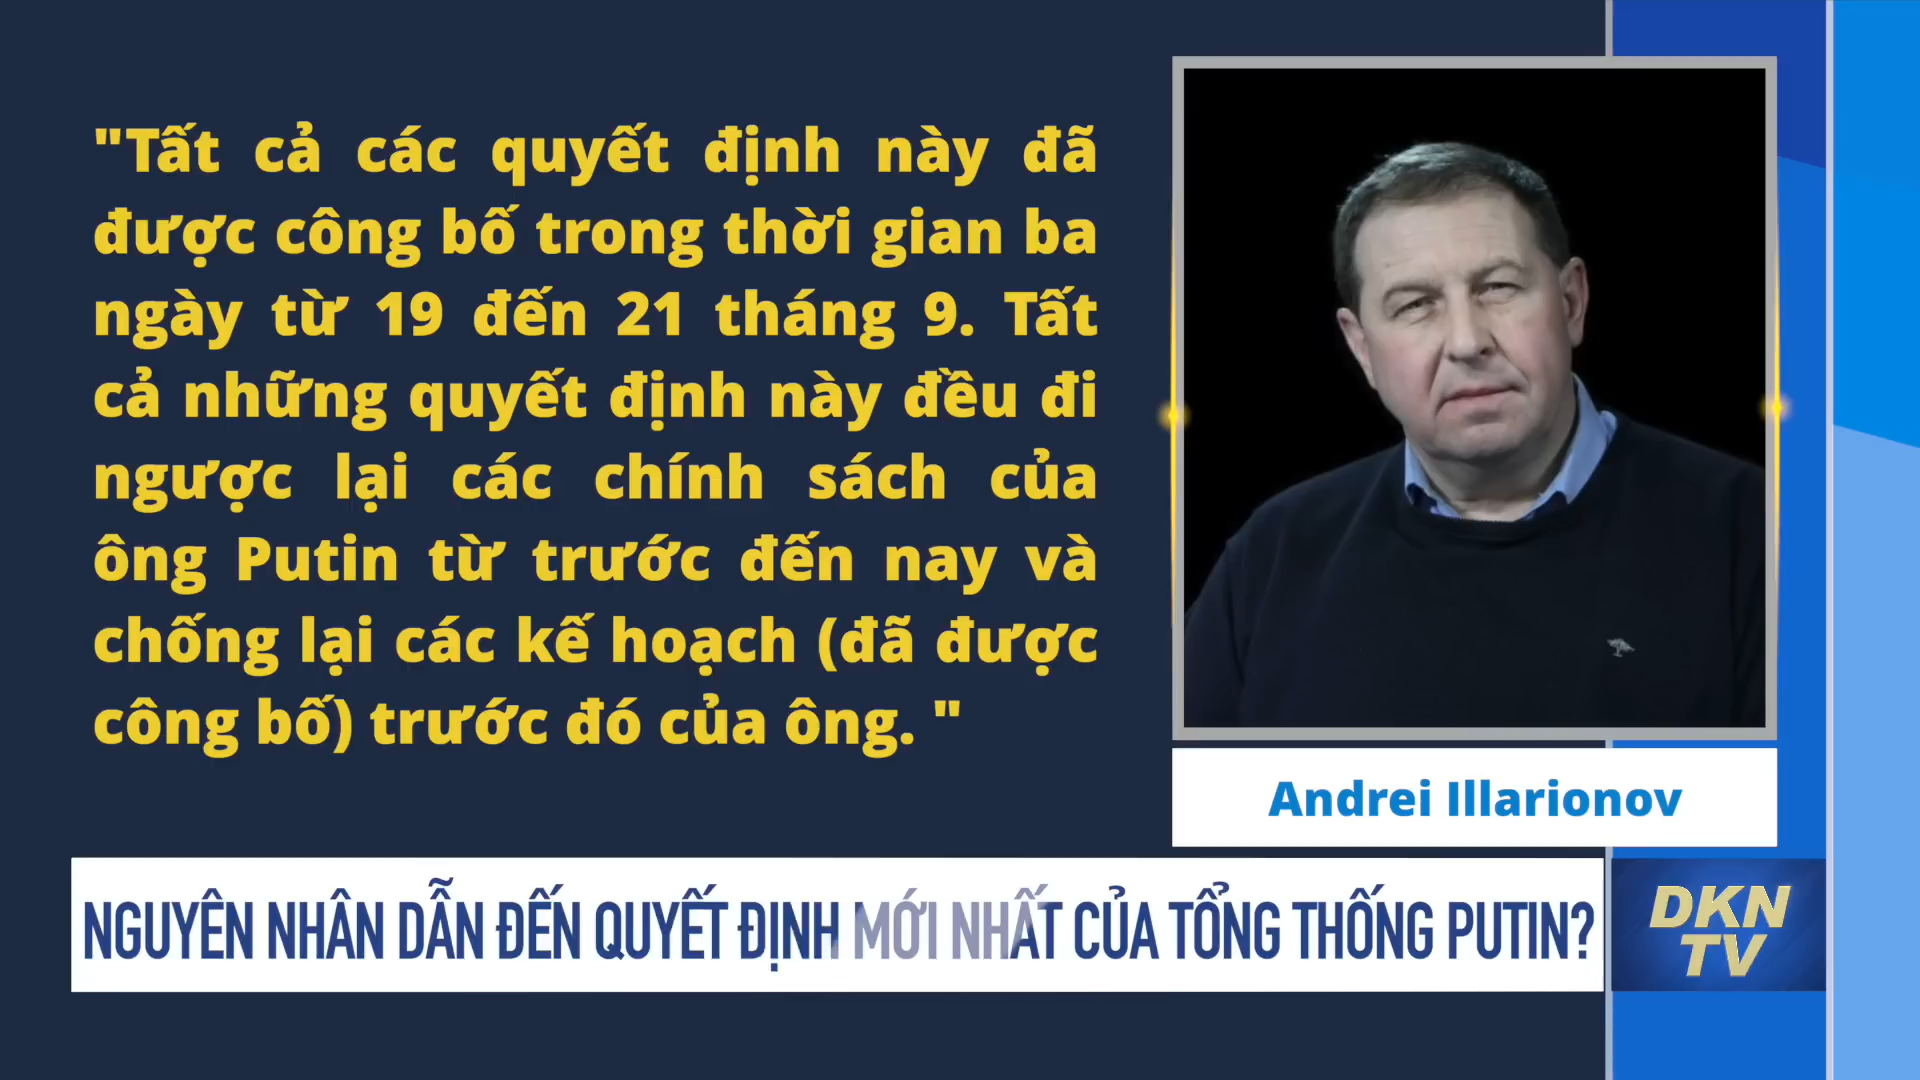 "Tất cả các quyết định này đã
được công bố trong thời gian ba
ngày từ 19 đến 21 tháng 9. Tất
cả những quyết định này đều đi
ngược lại các chính sách của
ông Putin từ trước đến nay và
chống lại các kế hoạch (đã được
công bố) trước đó của ông. "
Andrei Illarionov
NGUYÊN NHÂN DẪN ĐẾN QUYẾT ĐỊNH MỚI NHẤT CỦA TỔNG THỐNG PUTIN?
DKN
TV